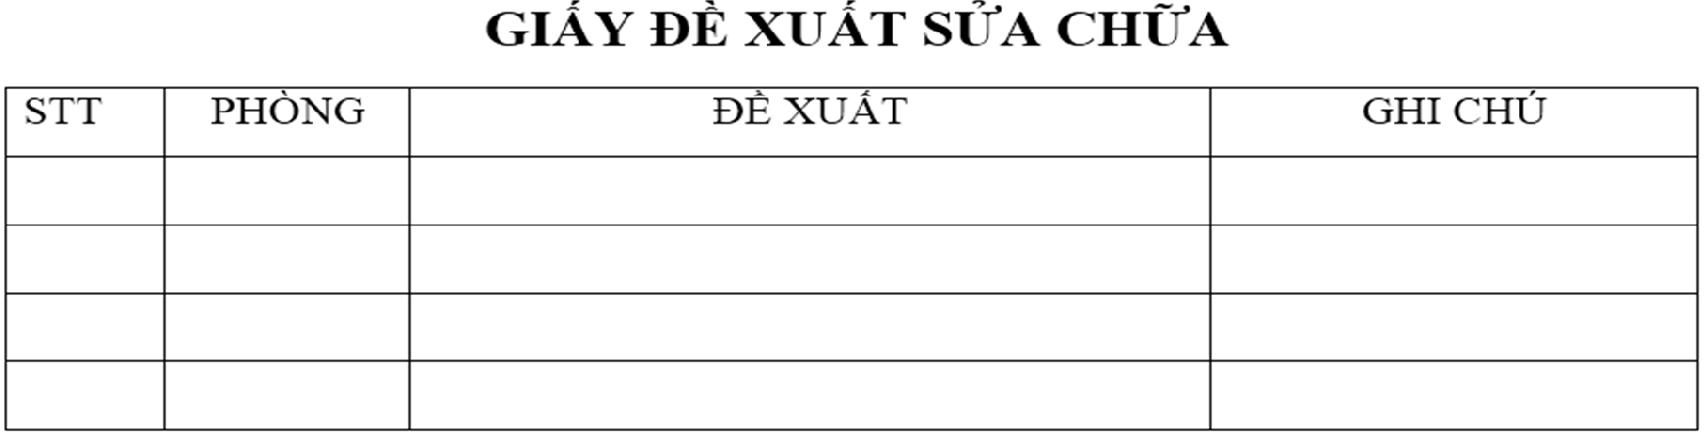 GIẤY ĐỀ XUẤT SỬA CHỮA
STT PHÒNG ĐỀ XUẤT GHI CHÚ